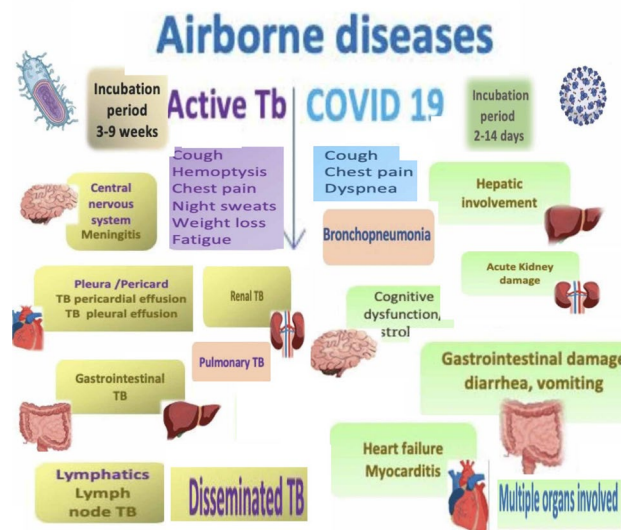 Airborne diseases
Incubation
period
3-9 weeks
Active Tb
COVID 19
Incubation
period
2-14 days
Cough
Hemoptysis
Chest pain
Night sweats
Weight loss
Fatigue
Cough
Chest pain
Dyspnea
Central
nervous
system
Meningitis
Hepatic
involvement
Bronchopneumonia
Pleura /Pericard
TB pericardial effusion
TB pleural effusion
Renal TB
Acute Kidney
damage
Cognitive
dysfunction,
Pulmonary TB
Gastrointestinal
TB
Gastrointestinal damage
diarrhea, vomiting
Heart failure
Myocarditis
Lymphatics
Lymph
node TB
Disseminated TB
Multiple organs involved